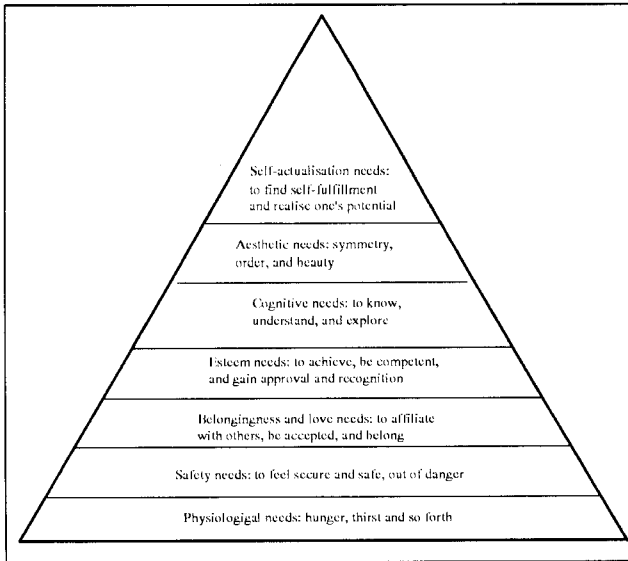 Self-actualisation needs:
to find self-fulfillment
and realise one's potential
Aesthetic needs: symmetry,
order, and beauty
Cognitive needs: to know,
understand, and explore
Esteem needs: to achieve, be competent,
and gain approval and recognition
Belongingness and love needs: to affiliate
with others, be accepted, and belong
Safety needs: to feel secure and safe, out of danger
Physiologigal needs: hunger, thirst and so forth